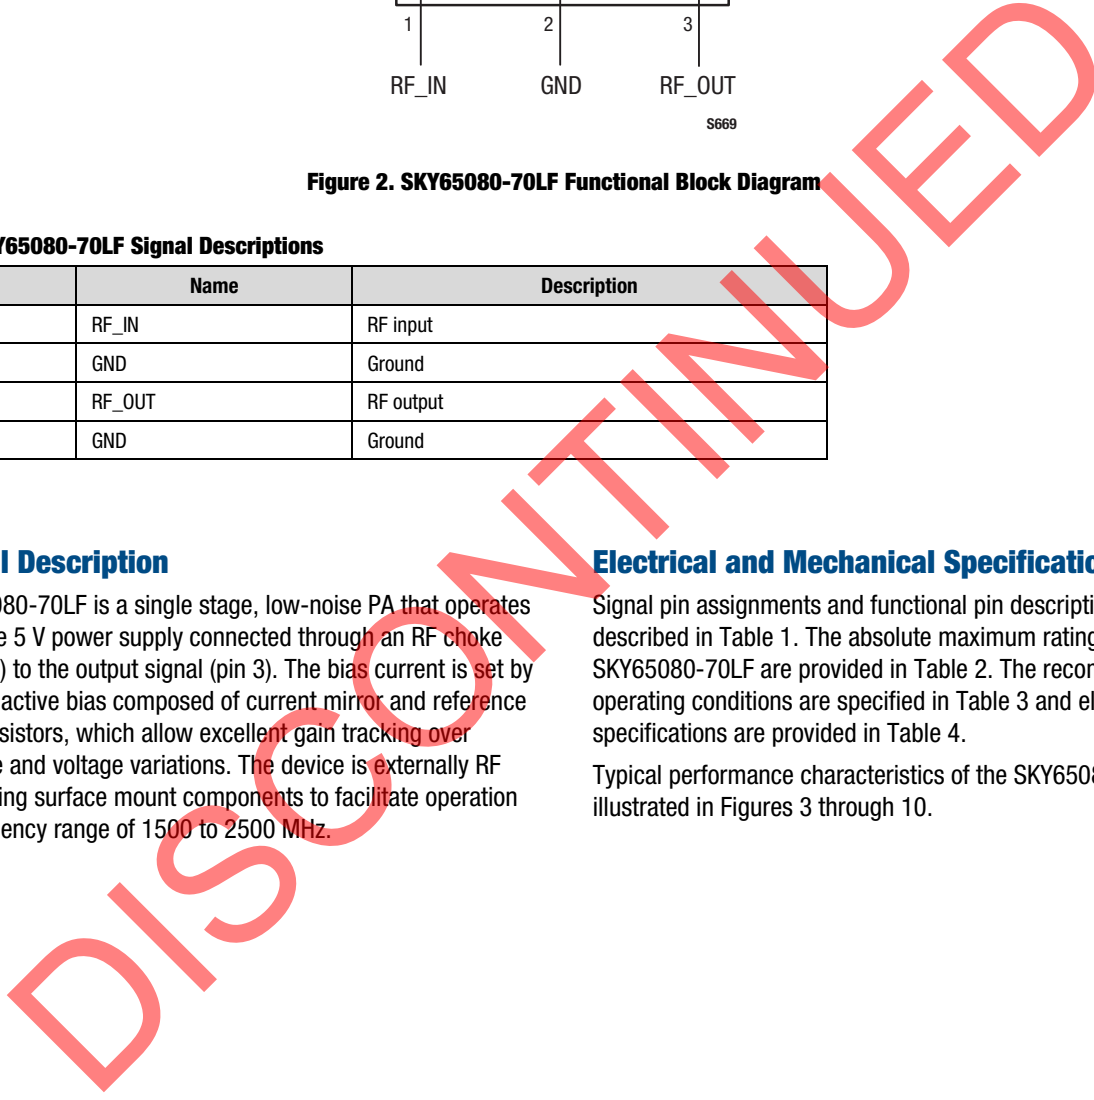 1 2 3
RF_IN GND RF_OUT
S669
Figure 2. SKY65080-70LF Functional Block Diagram
Y65080-70LF Signal Descriptions
Name Description
RF_IN RF input
GND Ground
RF_OUT RF output
GND Ground
l Description
080-70LF is a single stage, low-noise PA that operates
e 5 V power supply connected through an RF choke
) to the output signal (pin 3). The bias current is set by
active bias composed of current mirror and reference
sistors, which allow excellent gain tracking over
e and voltage variations. The device is externally RF
ing surface mount components to facilitate operation
ency range of 1500 to 2500 MHz.
Electrical and Mechanical Specificatio
Signal pin assignments and functional pin descripti
described in Table 1. The absolute maximum rating
SKY65080-70LF are provided in Table 2. The recon
operating conditions are specified in Table 3 and el
specifications are provided in Table 4.
Typical performance characteristics of the SKY6508
illustrated in Figures 3 through 10.
DISCONTINUED